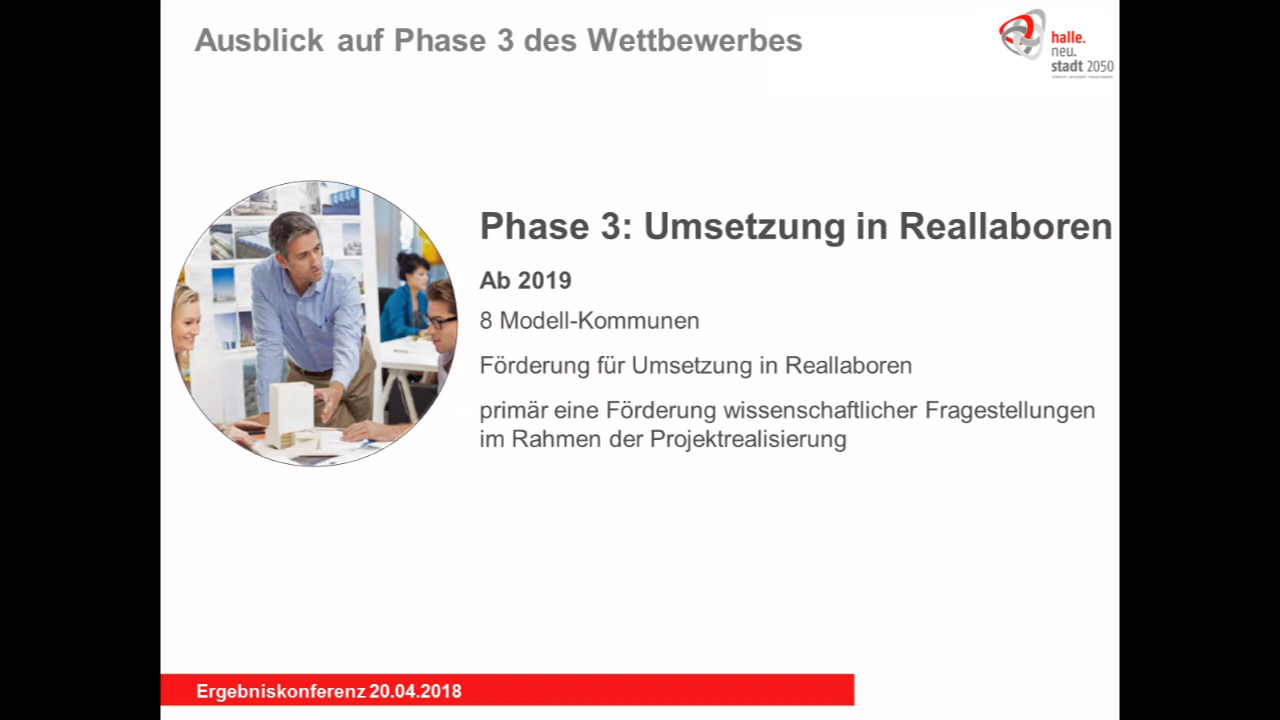 Ausblick auf Phase 3 des Wettbewerbes
halle.
neu.
stadt 2050
Phase 3: Umsetzung in Reallaboren
Ab 2019
8 Modell-Kommunen
Förderung für Umsetzung in Reallaboren
primär eine Förderung wissenschaftlicher Fragestellungen
im Rahmen der Projektrealisierung
Ergebniskonferenz 20.04.2018